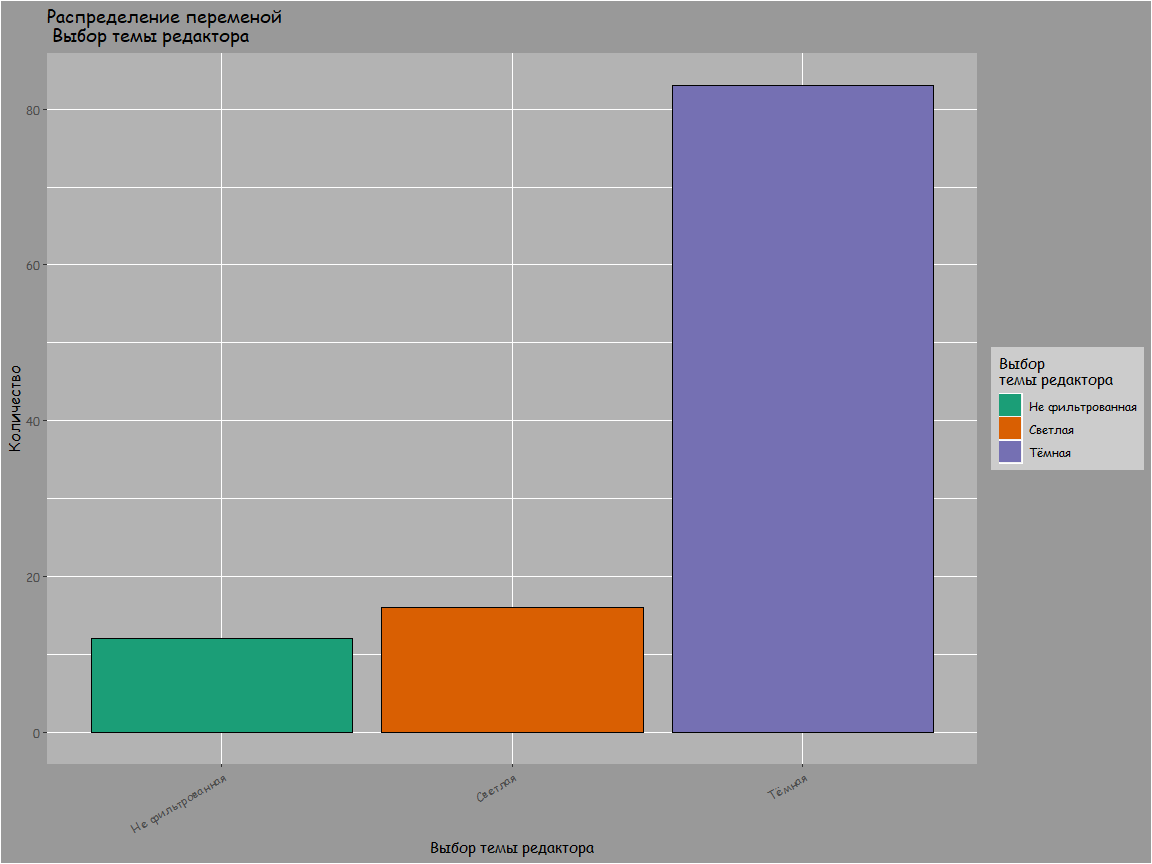 Распределение переменой
Выбор темы редактора
Количество
80
60
40
20
0
Не фильтрованная
Светлая
Тёмная
Выбор темы редактора
Выбор
темы редактора
Не фильтрованная
Светлая
Тёмная